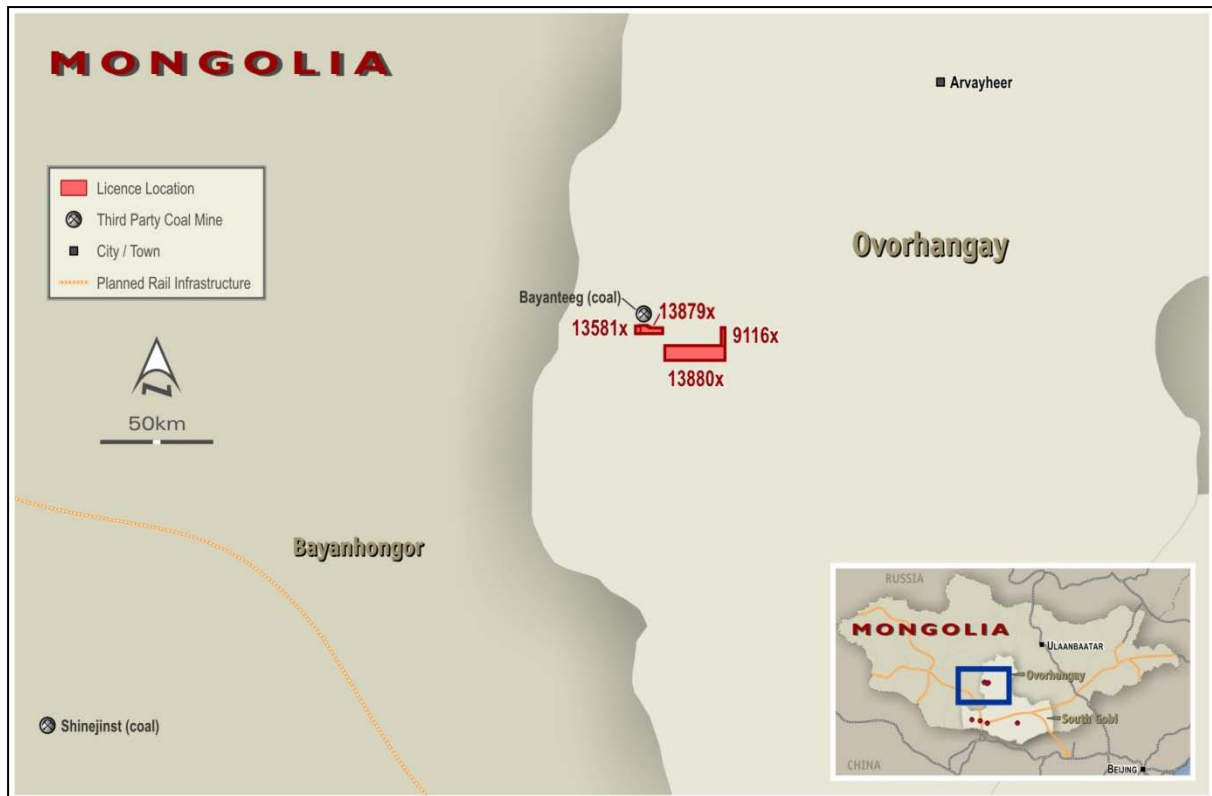 MONGOLIA
Arvayheer
Licence Location
Third Party Coal Mine
City / Town
Planned Rail Infrastructure
Ovorhangay
Bayanteeg (coal)
13879x
13581x
9116x
13880x
N
50km
Bayanhongor
Shinejinst (coal)
RUSSIA
MONGOLIA
ULAANBAATAR
Ovorhangay
South Gobi
CHINA
BEIJING